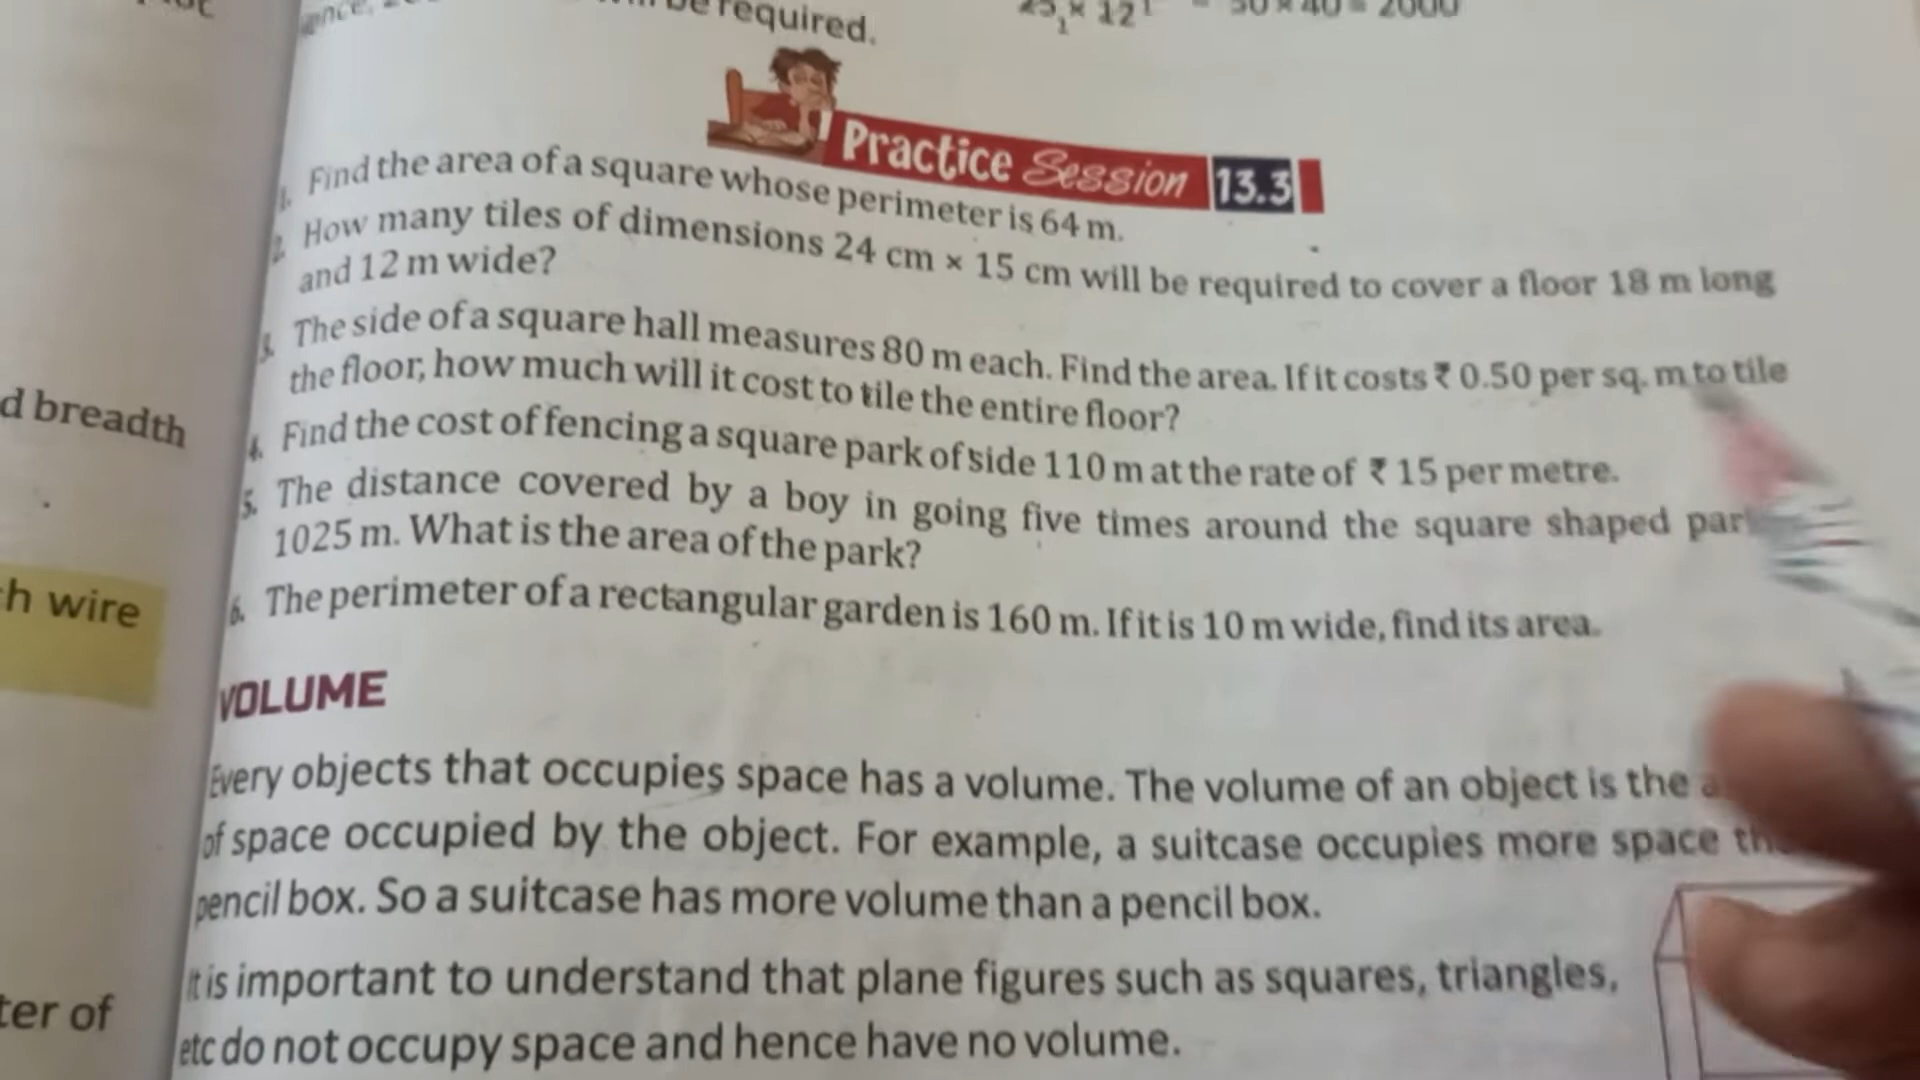 be required.
12
= 50 × 40 = 2000
Practice Session 13.3
1. Find the area of a square whose perimeter is 64 m.
2. How many tiles of dimensions 24 cm × 15 cm will be required to cover a floor 18 m long
and 12 m wide?
3. The side of a square hall measures 80 m each. Find the area. If it costs ₹ 0.50 per sq. m to tile
the floor, how much will it cost to tile the entire floor?
4. Find the cost of fencing a square park of side 110 m at the rate of ₹ 15 per metre.
5. The distance covered by a boy in going five times around the square shaped
1025 m. What is the area of the park?
6. The perimeter of a rectangular garden is 160 m. If it is 10 m wide, find its area.
d breadth
h wire
ter of
VOLUME
Every objects that occupies space has a volume. The volume of an object is the
of space occupied by the object. For example, a suitcase occupies more space
pencil box. So a suitcase has more volume than a pencil box.
It is important to understand that plane figures such as squares, triangles,
etc do not occupy space and hence have no volume.